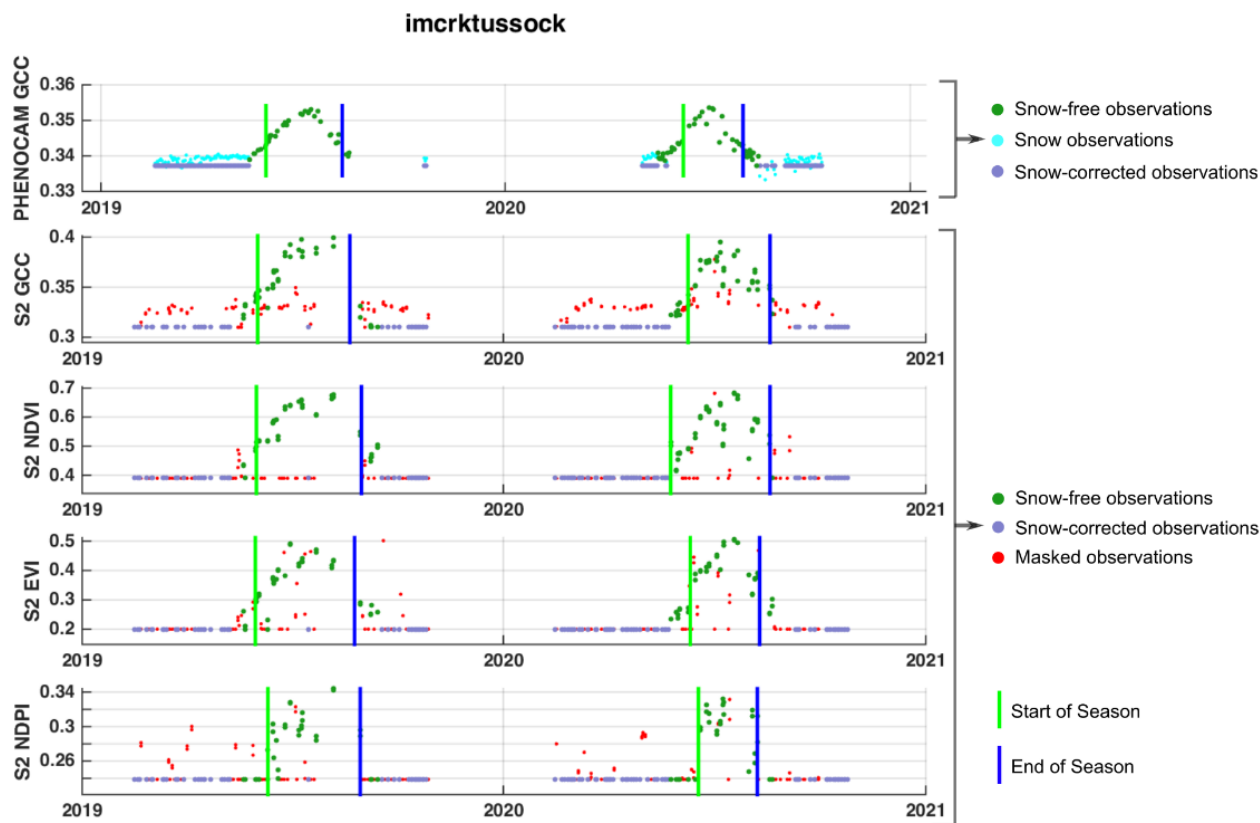 imcrktussock
PHENOCAM GCC
0.36
0.35
0.34
0.33
2019
2020
2021
Snow-free observations
Snow observations
Snow-corrected observations
S2 GCC
0.4
0.35
0.3
2019
2020
2021
S2 NDVI
0.7
0.6
0.5
0.4
2019
2020
2021
Snow-free observations
Snow-corrected observations
Masked observations
S2 EVI
0.5
0.4
0.3
0.2
2019
2020
2021
S2 NDPI
0.34
0.3
0.26
2019
2020
2021
Start of Season
End of Season